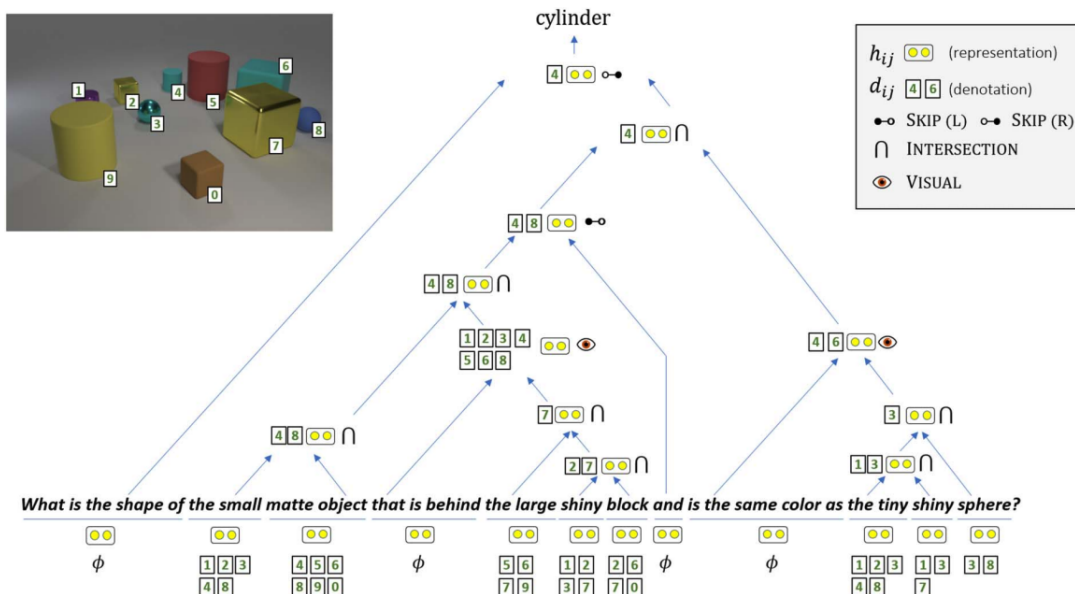 cylinder
4
h_ij (representation)
d_ij 4 6 (denotation)
SKIP (L) SKIP (R)
∩ INTERSECTION
VISUAL
1 2 3 4 5 6 7 8 9 0
4 ∩
4 8
4 8 ∩
1 2 3 4
5 6 8
4 6
7 ∩
3 ∩
4 8 ∩
2 7 ∩
1 3 ∩
What is the shape of the small matte object that is behind the large shiny block and is the same color as the tiny shiny sphere?
ϕ
1 2 3
4 8
4 5 6
8 9 0
ϕ
5 6
7 9
1 2
3 7
2 6
7 0
ϕ
ϕ
1 2 3
4 8
1 3
7
3 8